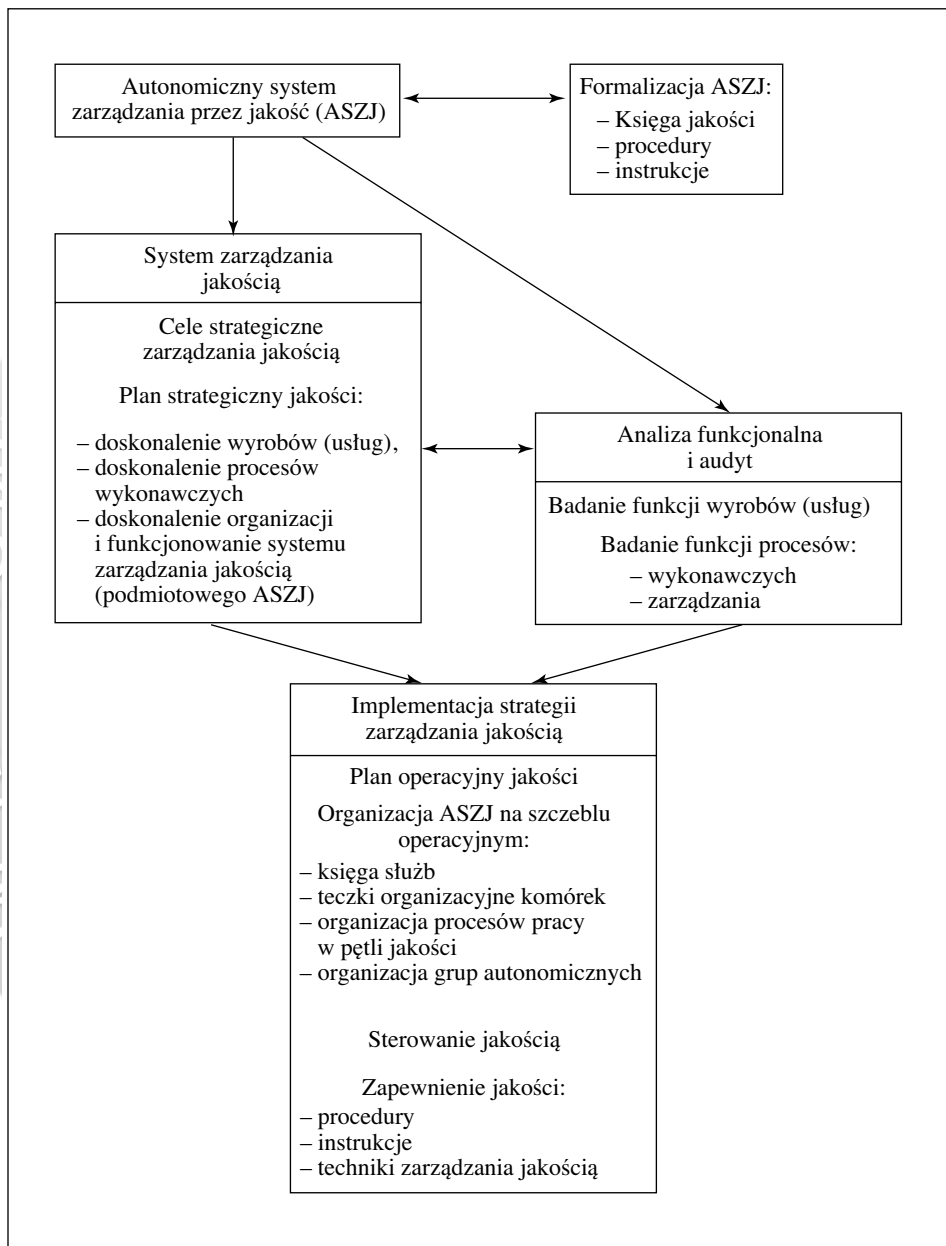 Autonomiczny system
zarządzania przez jakość (ASZJ)
Formalizacja ASZJ:
– Księga jakości
– procedury
– instrukcje
System zarządzania
jakością
Cele strategiczne
zarządzania jakością
Plan strategiczny jakości:
– doskonalenie wyrobów (usług),
– doskonalenie procesów
wykonawczych
– doskonalenie organizacji
i funkcjonowanie systemu
zarządzania jakością
(podmiotowego ASZJ)
Analiza funkcjonalna
i audyt
Badanie funkcji wyrobów (usług)
Badanie funkcji procesów:
– wykonawczych
– zarządzania
Implementacja strategii
zarządzania jakością
Plan operacyjny jakości
Organizacja ASZJ na szczeblu
operacyjnym:
– księga służb
– teczki organizacyjne komórek
– organizacja procesów pracy
w pętli jakości
– organizacja grup autonomicznych
Sterowanie jakością
Zapewnienie jakości:
– procedury
– instrukcje
– techniki zarządzania jakością